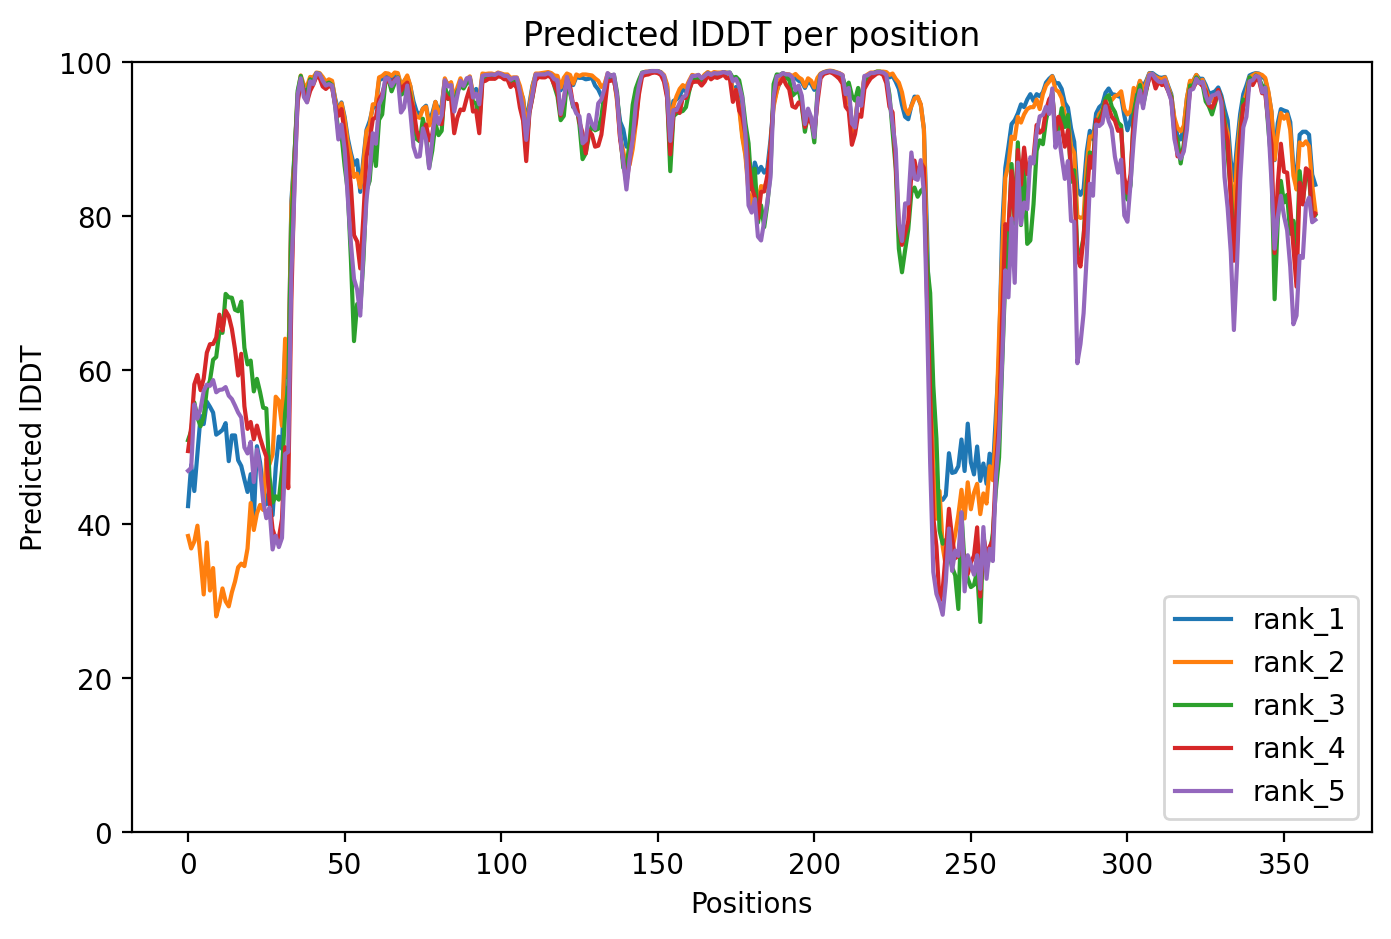 Predicted lDDT per position
Predicted lDDT
100
80
60
40
20
0
0 50 100 150 200 250 300 350
Positions
rank_1
rank_2
rank_3
rank_4
rank_5